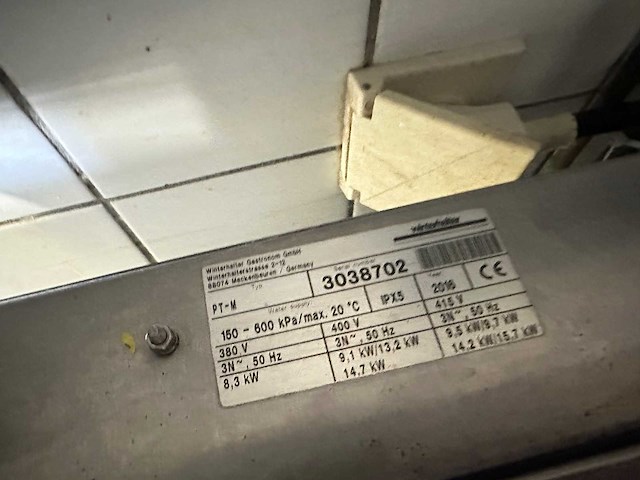 winterhalter
Winterhalter Gastronom GmbH
Winterhalterstrasse 2-12
88074 Meckenbeuren / Germany
Typ
Serial number
Year
PT-M
3038702
2016
CE
Water supply:
150 - 600 kPa/max. 20 °C
IPX5
380 V
400 V
415 V
3N~, 50 Hz
3N~, 50 Hz
3N~, 50 Hz
8,3 kW
9,1 kW/13,2 kW
9,5 kW/9,7 kW
14.7 kW
14.2 kW/15.7 kW